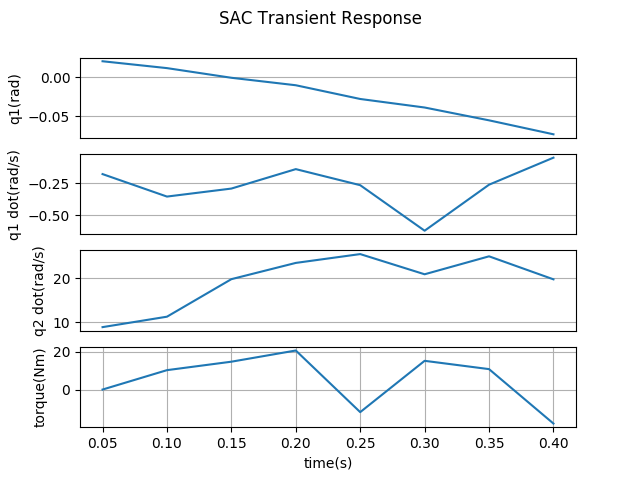 SAC Transient Response
q1(rad)
0.00
−0.05
q1 dot(rad/s)
−0.25
−0.50
q2 dot(rad/s)
20
10
torque(Nm)
20
0
0.05 0.10 0.15 0.20 0.25 0.30 0.35 0.40
time(s)